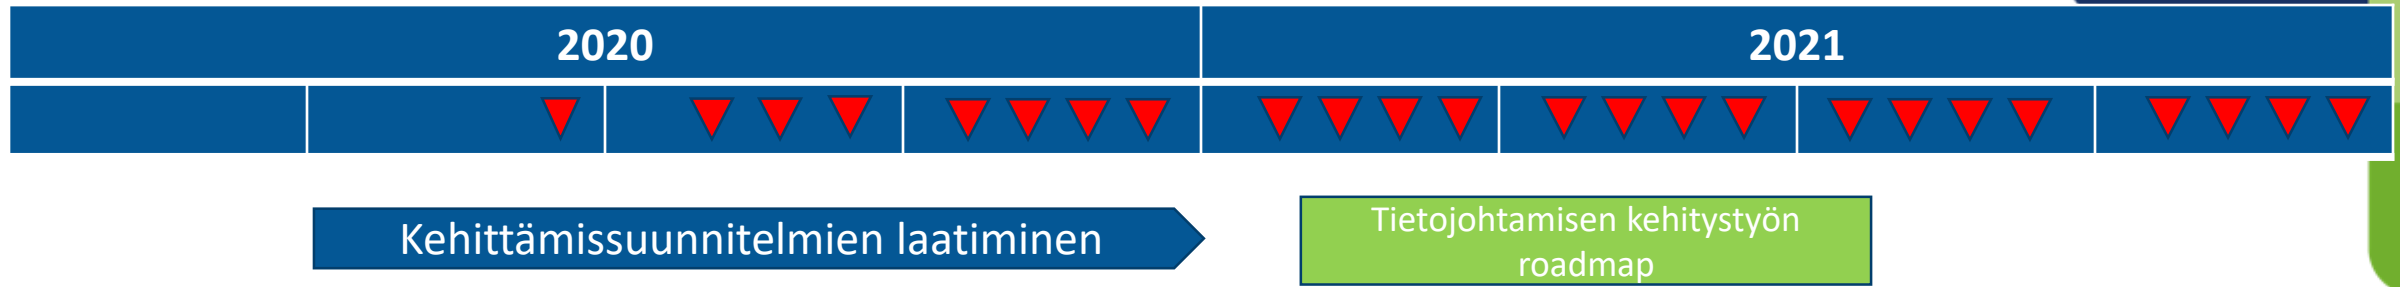 2020
2021
Kehittämissuunnitelmien laatiminen
Tietojohtamisen kehitystyön
roadmap